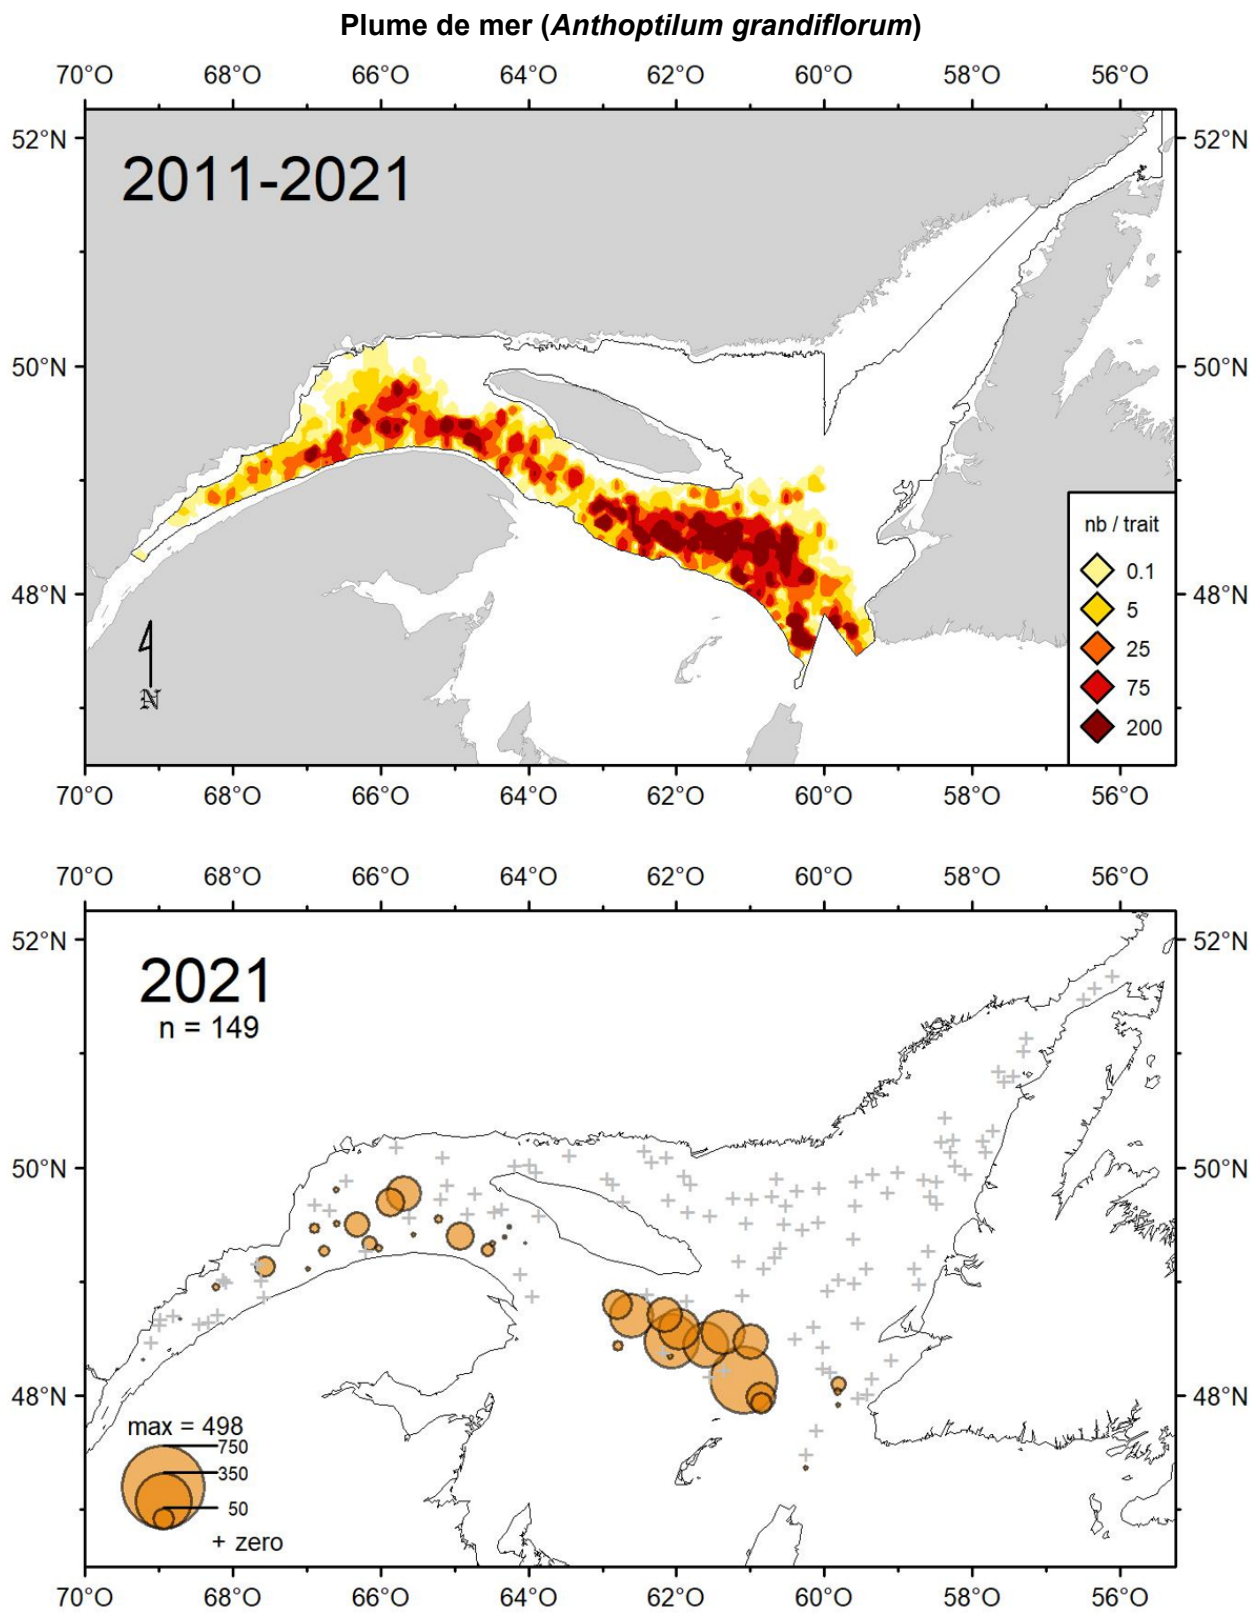 Plume de mer (Anthoptilum grandiflorum)
70°O 68°O 66°O 64°O 62°O 60°O 58°O 56°O
52°N 52°N
2011-2021
50°N 50°N
nb / trait
0.1
5
48°N 48°N
25
75
N
200
70°O 68°O 66°O 64°O 62°O 60°O 58°O 56°O
70°O 68°O 66°O 64°O 62°O 60°O 58°O 56°O
52°N 52°N
2021
n = 149
50°N 50°N
48°N 48°N
max = 498
750
350
50
+ zero
70°O 68°O 66°O 64°O 62°O 60°O 58°O 56°O